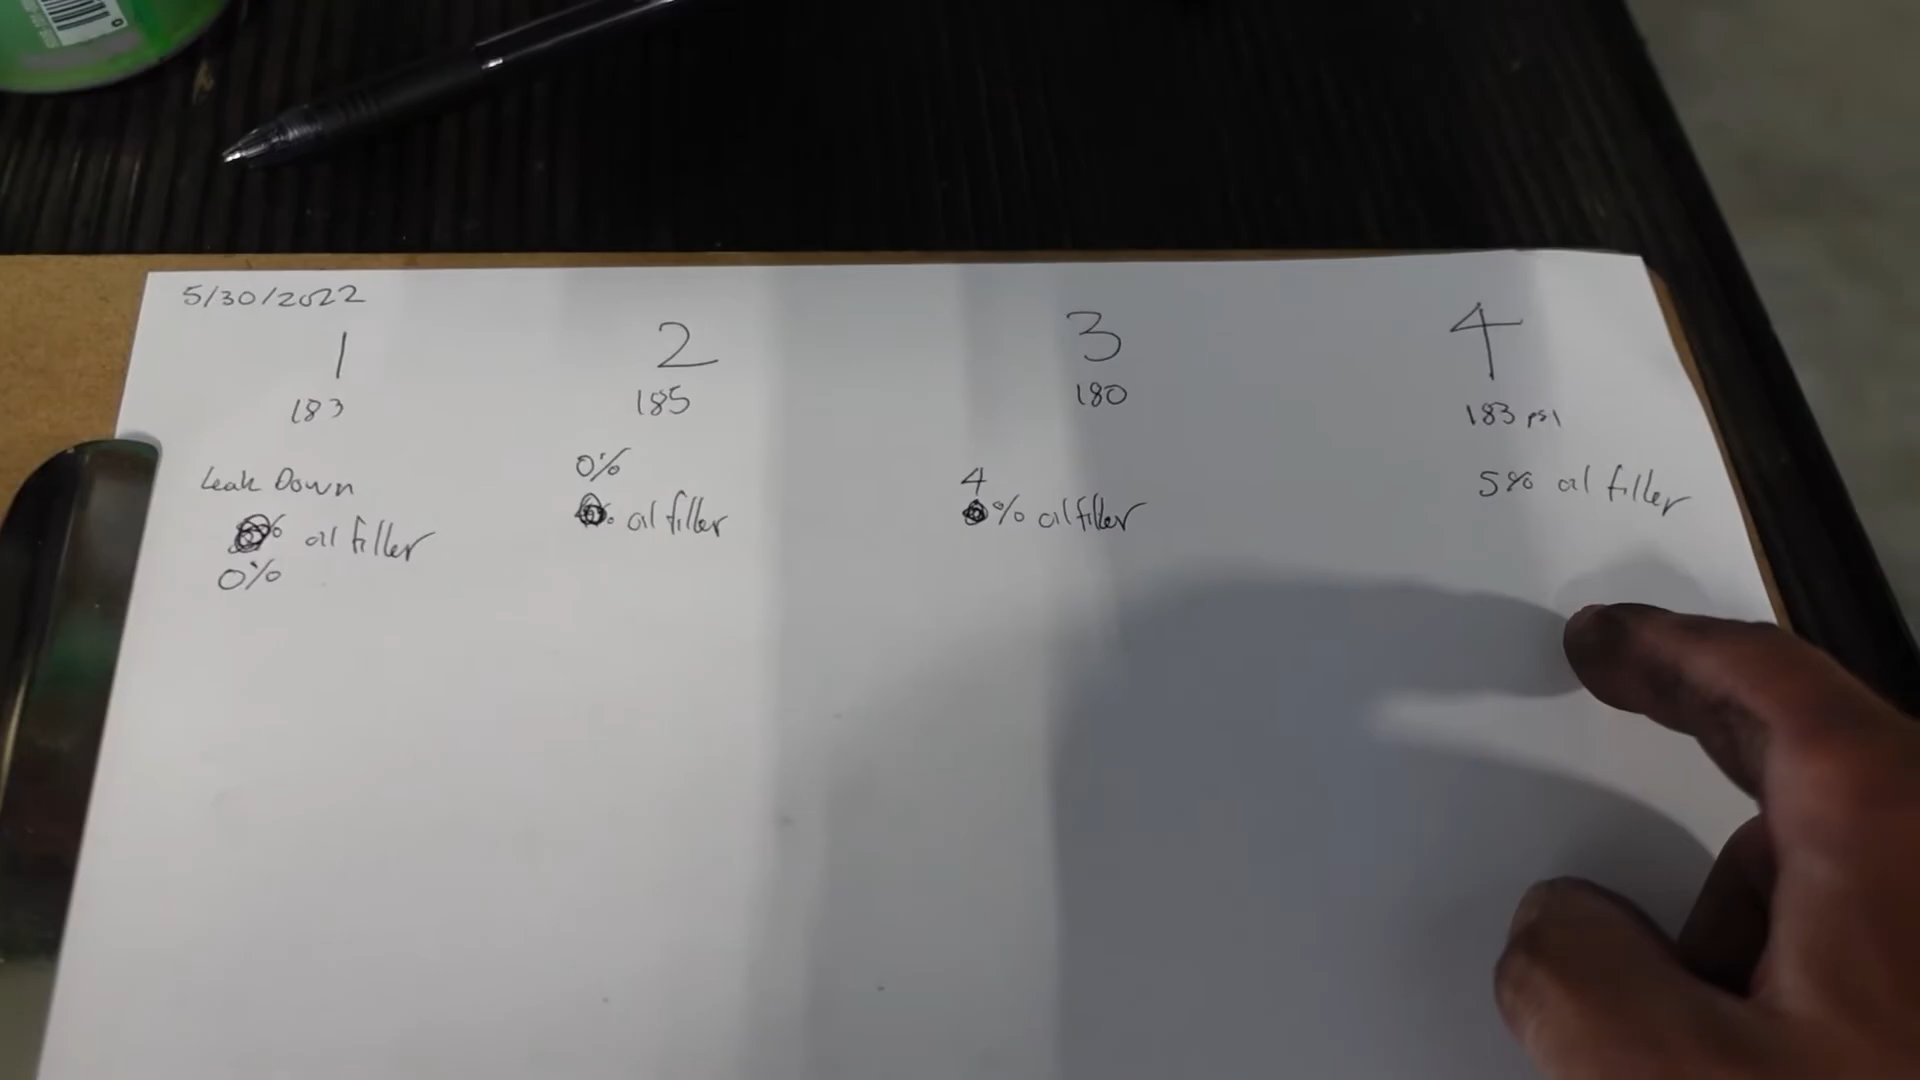 5/30/2022
1 2 3 4
183 185 180 183 psi
Leak Down 0% 4 5% oil filler
% oil filler oil filler % oil filler
0%